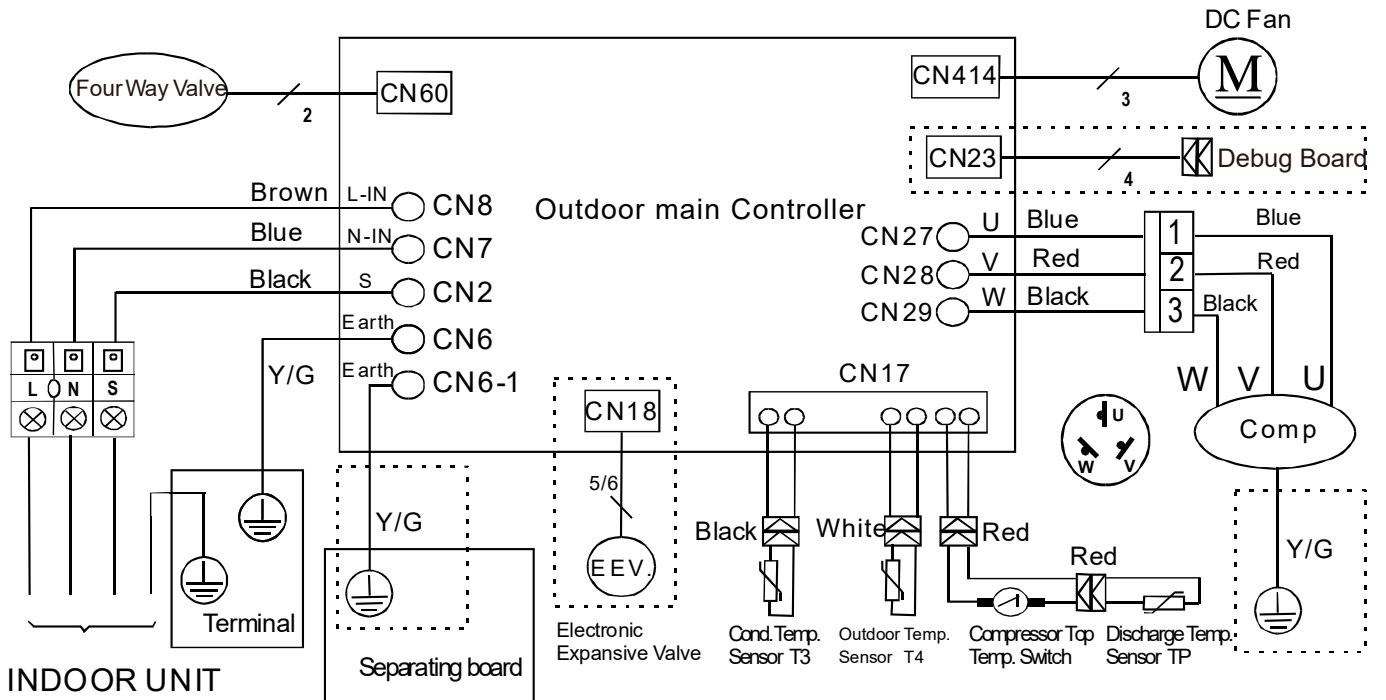 DC Fan
Four Way Valve
2
CN60
CN414
3
M
CN23
4
Debug Board
Brown
L-IN
CN8
Outdoor main Controller
Blue
N-IN
CN7
Black
S
CN2
Earth
CN6
Y/G
Earth
CN6-1
CN27
U
Blue
1
Blue
CN28
V
Red
2
Red
CN29
W
Black
3
Black
L
N
S
CN17
CN18
W
V
U
Comp
U
W
V
5/6
EEV.
Y/G
Black
White
Red
Red
Y/G
Terminal
Separating board
INDOOR UNIT
Electronic
Expansive Valve
Cond.Temp.
Sensor T3
Outdoor Temp.
Sensor T4
Compressor Top
Temp. Switch
Discharge Temp.
Sensor TP